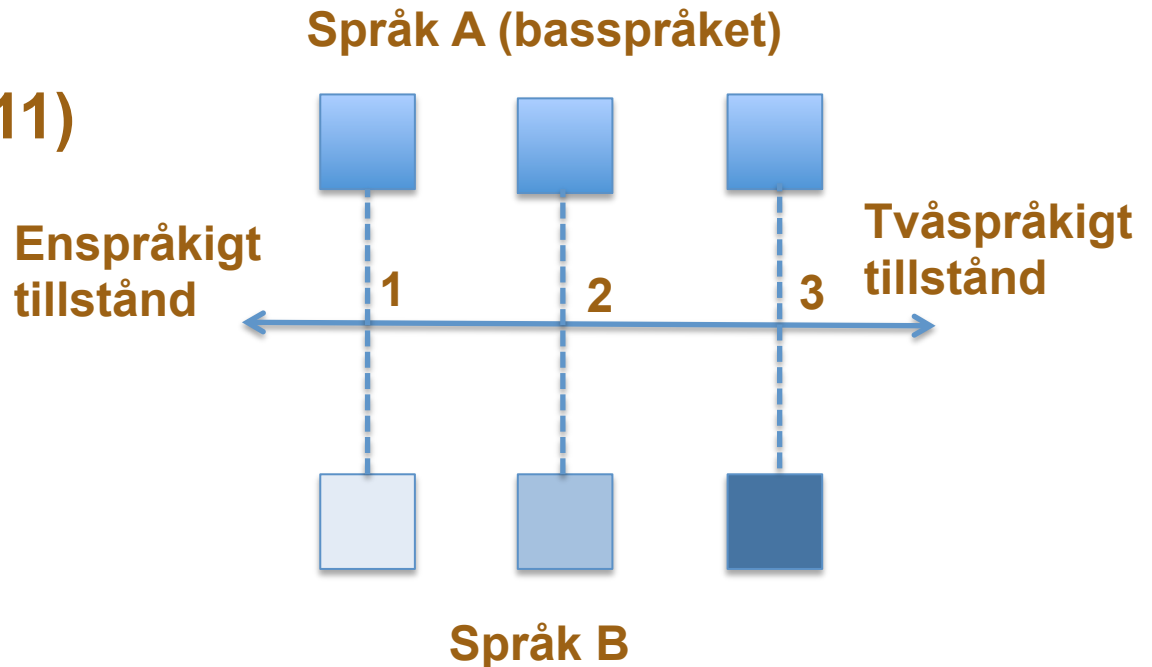 Språk A (basspråket)
11)
Enspråkigt
tillstånd
Tvåspråkigt
tillstånd
1
2
3
Språk B